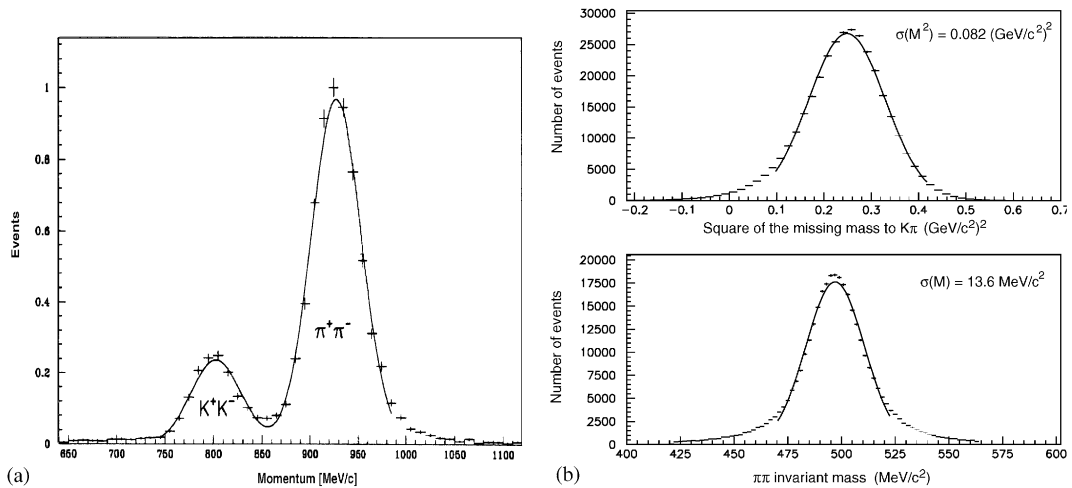 1
0.8
0.6
0.4
0.2
0
Events
K⁺K⁻
π⁺π⁻
650 700 750 800 850 900 950 1000 1050 1100
Momentum [MeV/c]
(a)
30000
25000
20000
15000
10000
5000
0
Number of events
σ(M²) = 0.082 (GeV/c²)²
−0.2 −0.1 0 0.1 0.2 0.3 0.4 0.5 0.6 0.7
Square of the missing mass to Kπ (GeV/c²)²
20000
17500
15000
12500
10000
7500
5000
2500
0
Number of events
σ(M) = 13.6 MeV/c²
400 425 450 475 500 525 550 575 600
ππ invariant mass (MeV/c²)
(b)